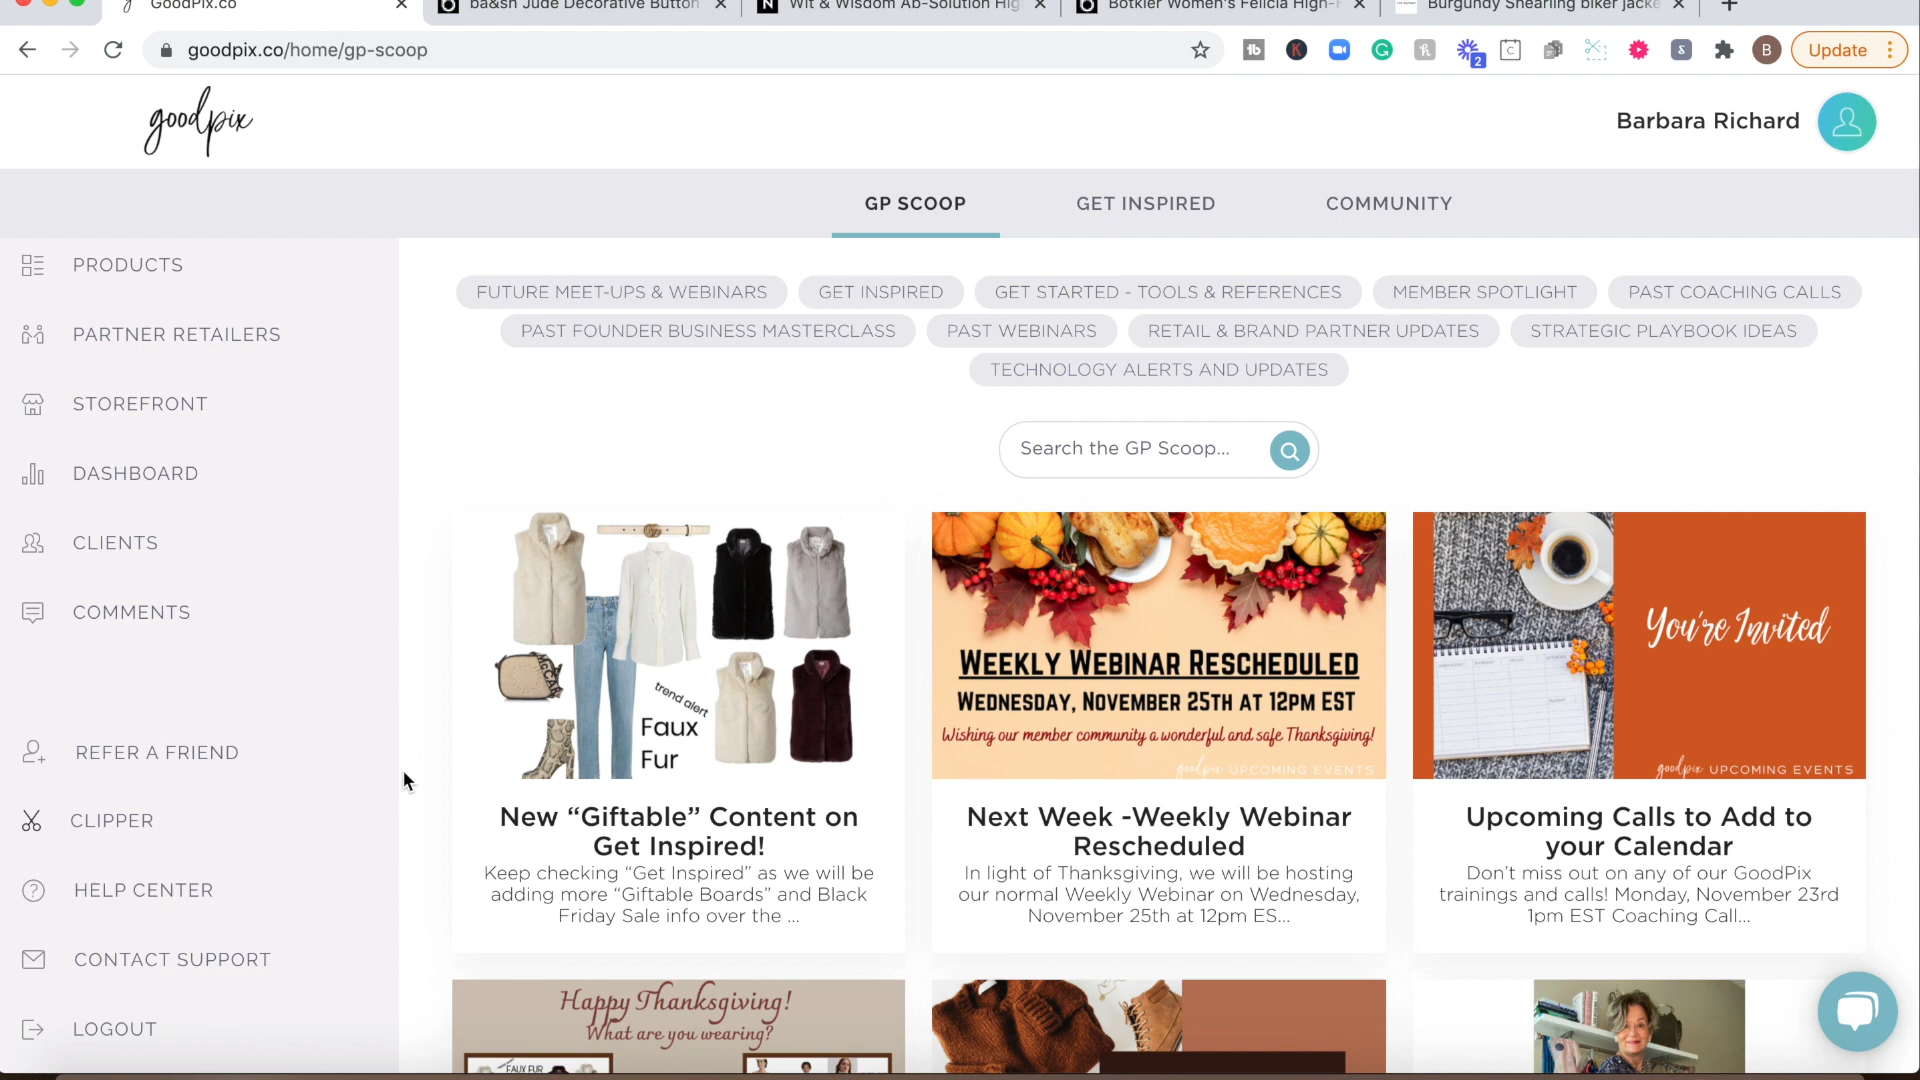 GoodPix.co
ba&sh Jude Decorative Button
Wit & Wisdom Ab-Solution Hig
Botkier Women's Felicia High-H
Burgundy Shearling biker jacke
goodpix.co/home/gp-scoop
2
B
Update
goodpix
Barbara Richard
GP SCOOP
GET INSPIRED
COMMUNITY
PRODUCTS
PARTNER RETAILERS
STOREFRONT
DASHBOARD
CLIENTS
COMMENTS
REFER A FRIEND
CLIPPER
HELP CENTER
CONTACT SUPPORT
LOGOUT
FUTURE MEET-UPS & WEBINARS
GET INSPIRED
GET STARTED - TOOLS & REFERENCES
MEMBER SPOTLIGHT
PAST COACHING CALLS
PAST FOUNDER BUSINESS MASTERCLASS
PAST WEBINARS
RETAIL & BRAND PARTNER UPDATES
STRATEGIC PLAYBOOK IDEAS
TECHNOLOGY ALERTS AND UPDATES
Search the GP Scoop...
trend alert
Faux
Fur
New “Giftable” Content on
Get Inspired!
Keep checking “Get Inspired” as we will be
adding more “Giftable Boards” and Black
Friday Sale info over the ...
WEEKLY WEBINAR RESCHEDULED
WEDNESDAY, NOVEMBER 25TH AT 12PM EST
Wishing our member community a wonderful and safe Thanksgiving!
goodpix UPCOMING EVENTS
Next Week -Weekly Webinar
Rescheduled
In light of Thanksgiving, we will be hosting
our normal Weekly Webinar on Wednesday,
November 25th at 12pm ES...
You're Invited
goodpix UPCOMING EVENTS
Upcoming Calls to Add to
your Calendar
Don’t miss out on any of our GoodPix
trainings and calls! Monday, November 23rd
1pm EST Coaching Call...
Happy Thanksgiving!
What are you wearing?
FAUX FUR